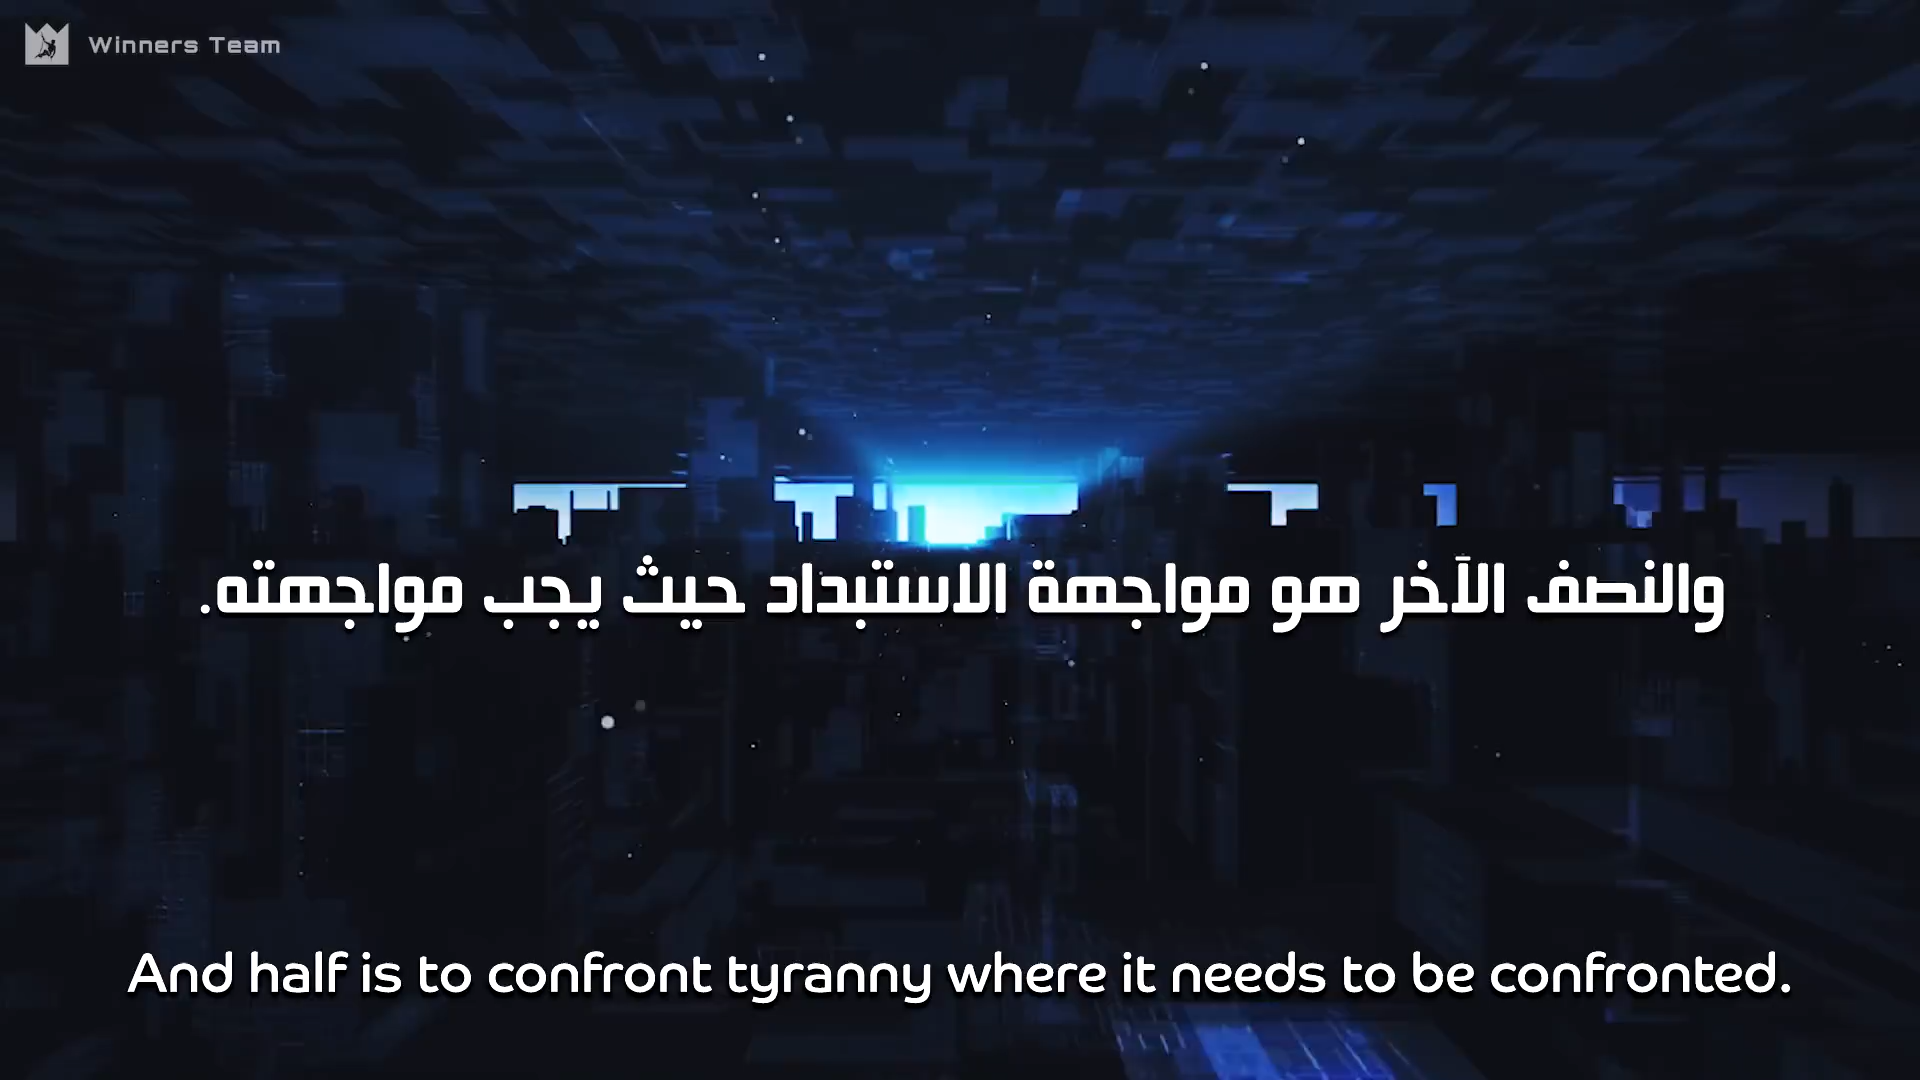 Winners Team
والنصف الآخر هو مواجهة الاستبداد حيث يجب مواجهته.
And half is to confront tyranny where it needs to be confronted.